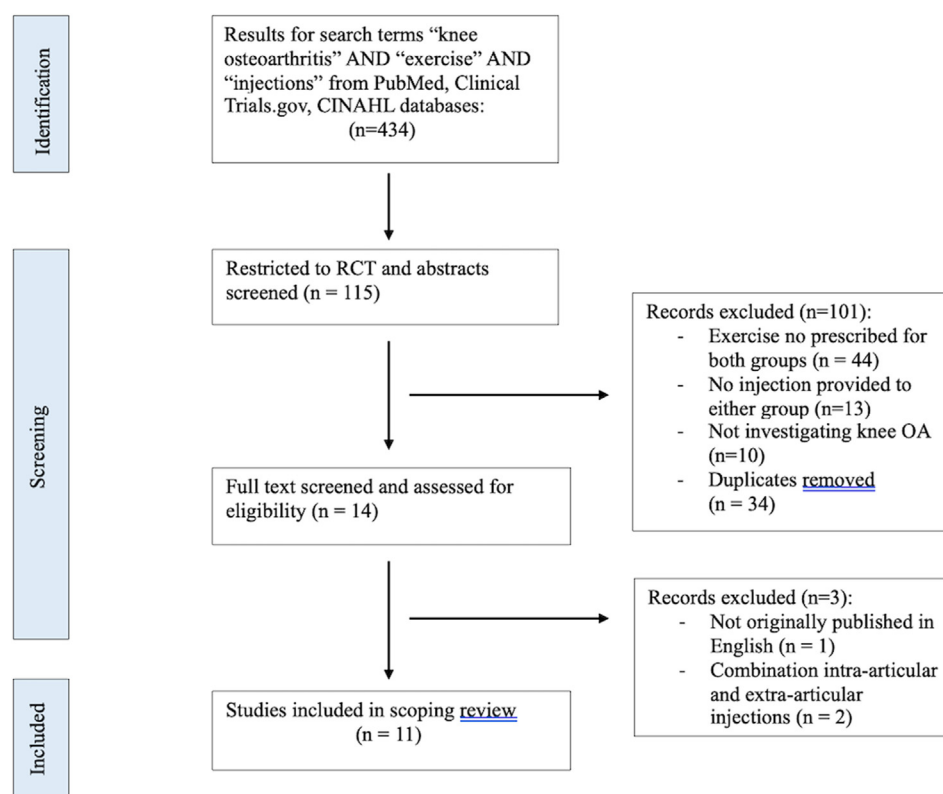 Identification
Results for search terms “knee
osteoarthritis” AND “exercise” AND
“injections” from PubMed, Clinical
Trials.gov, CINAHL databases:
(n=434)
Screening
Restricted to RCT and abstracts
screened (n = 115)
Records excluded (n=101):
- Exercise no prescribed for
both groups (n = 44)
- No injection provided to
either group (n=13)
- Not investigating knee OA
(n=10)
- Duplicates removed
(n = 34)
Full text screened and assessed for
eligibility (n = 14)
Records excluded (n=3):
- Not originally published in
English (n = 1)
- Combination intra-articular
and extra-articular
injections (n = 2)
Included
Studies included in scoping review
(n = 11)